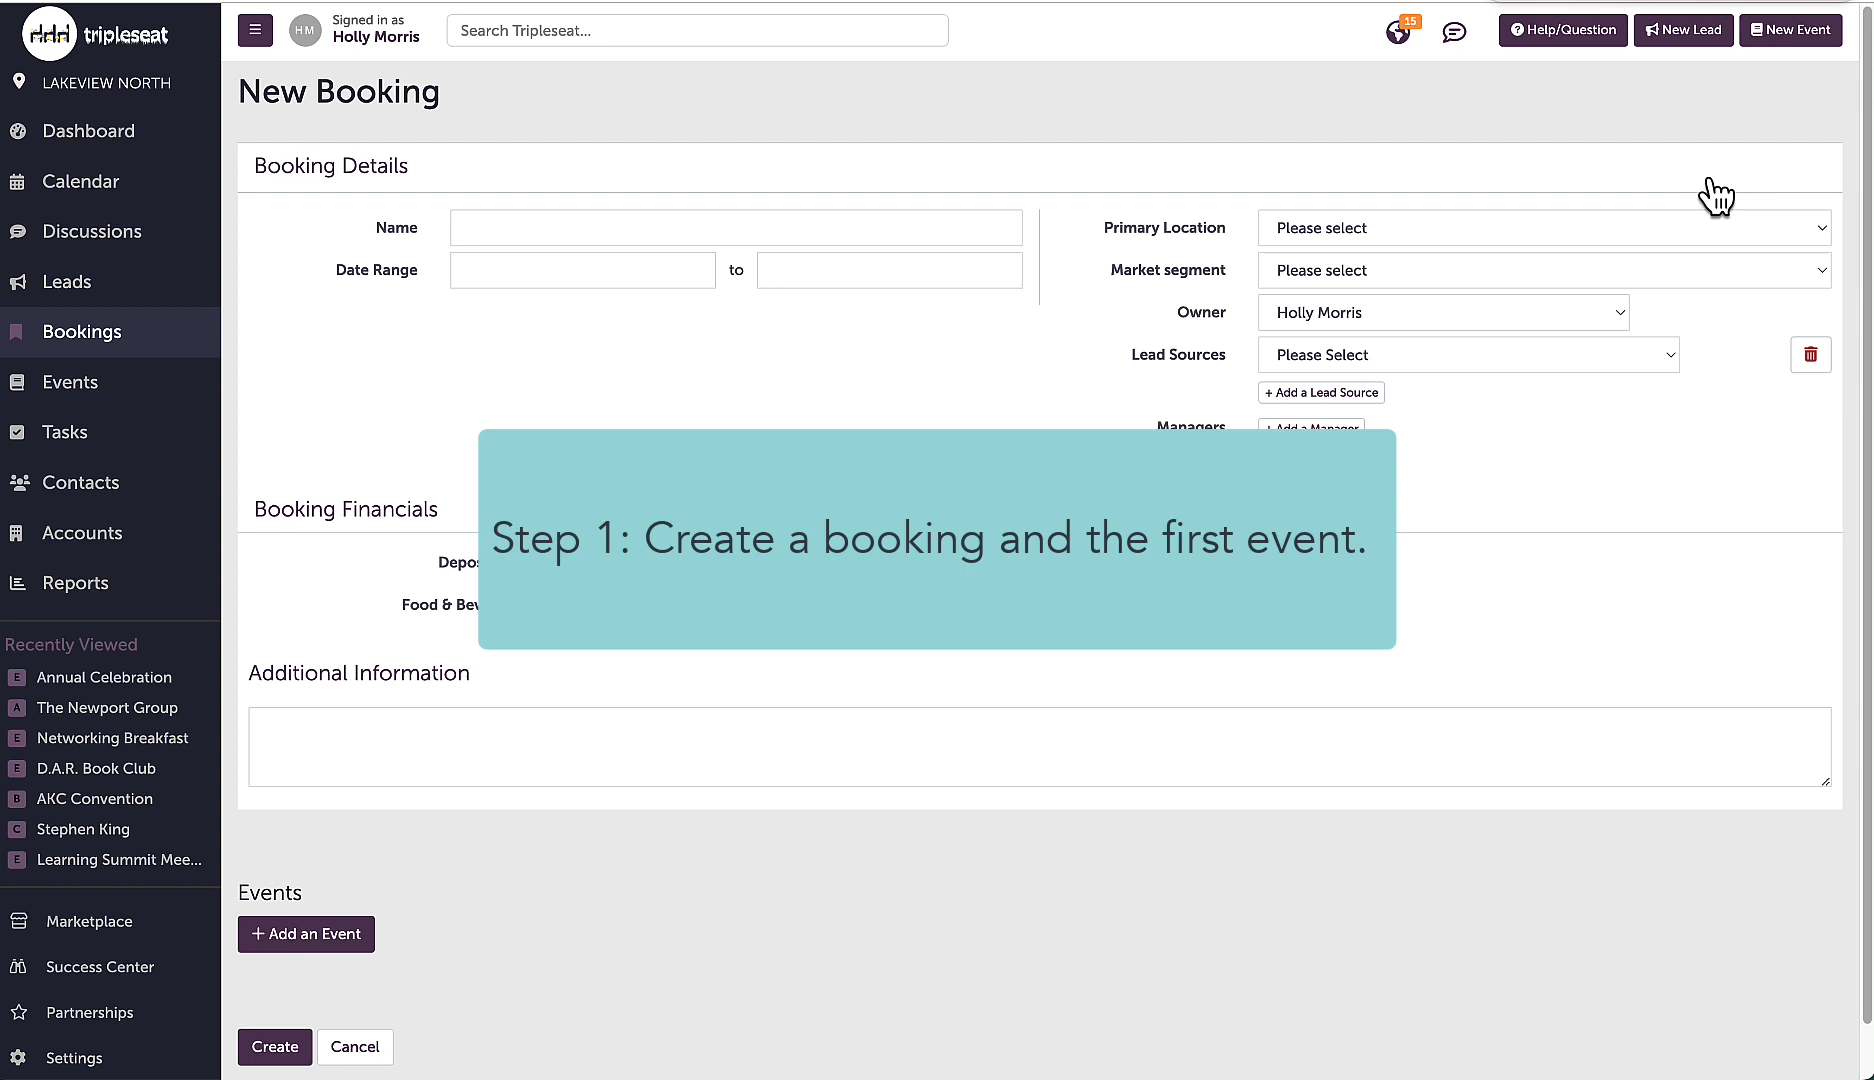 tripleseat
LAKEVIEW NORTH
Dashboard
Calendar
Discussions
Leads
Bookings
Events
Tasks
Contacts
Accounts
Reports
Recently Viewed
E Annual Celebration
A The Newport Group
E Networking Breakfast
E D.A.R. Book Club
B AKC Convention
C Stephen King
E Learning Summit Mee...
Marketplace
Success Center
Partnerships
Settings
HM
Signed in as
Holly Morris
Search Tripleseat...
15
Help/Question
New Lead
New Event
New Booking
Booking Details
Name
Date Range
to
Primary Location
Please select
Market segment
Please select
Owner
Holly Morris
Lead Sources
Please Select
+ Add a Lead Source
Managers
+ Add a Manager
Step 1: Create a booking and the first event.
Booking Financials
Depos
Food & Bev
Additional Information
Events
+ Add an Event
Create
Cancel